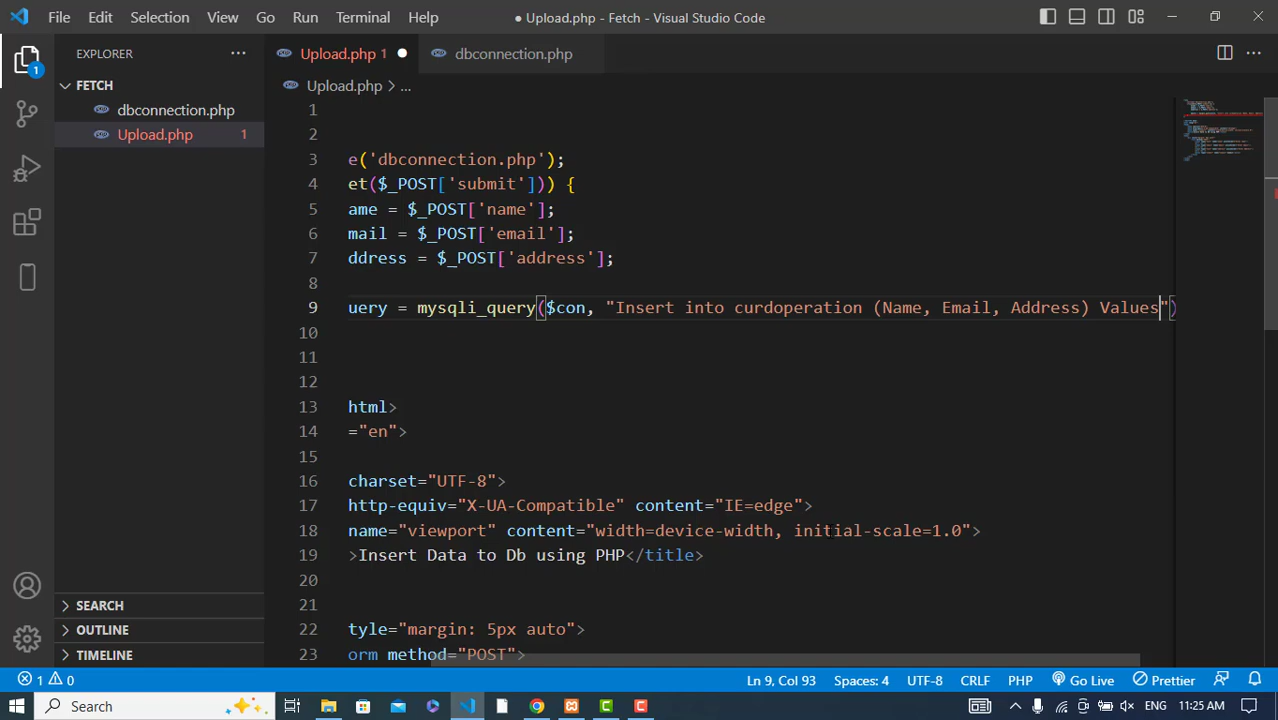 File Edit Selection View Go Run Terminal Help ● Upload.php - Fetch - Visual Studio Code
EXPLORER ... Upload.php 1 ● dbconnection.php ...
FETCH
Upload.php > ...
dbconnection.php
Upload.php 1
1
2
3 e('dbconnection.php');
4 et($_POST['submit'])) {
5 ame = $_POST['name'];
6 mail = $_POST['email'];
7 ddress = $_POST['address'];
8
9 uery = mysqli_query($con, "Insert into curdoperation (Name, Email, Address) Values")
10
11
12
13 html>
14 ="en">
15
16 charset="UTF-8">
17 http-equiv="X-UA-Compatible" content="IE=edge">
18 name="viewport" content="width=device-width, initial-scale=1.0">
19 >Insert Data to Db using PHP</title>
20
21
22 tyle="margin: 5px auto">
23 orm method="POST">
1
SEARCH
OUTLINE
TIMELINE
1 0 Ln 9, Col 93 Spaces: 4 UTF-8 CRLF PHP Go Live Prettier
Search ENG 11:25 AM